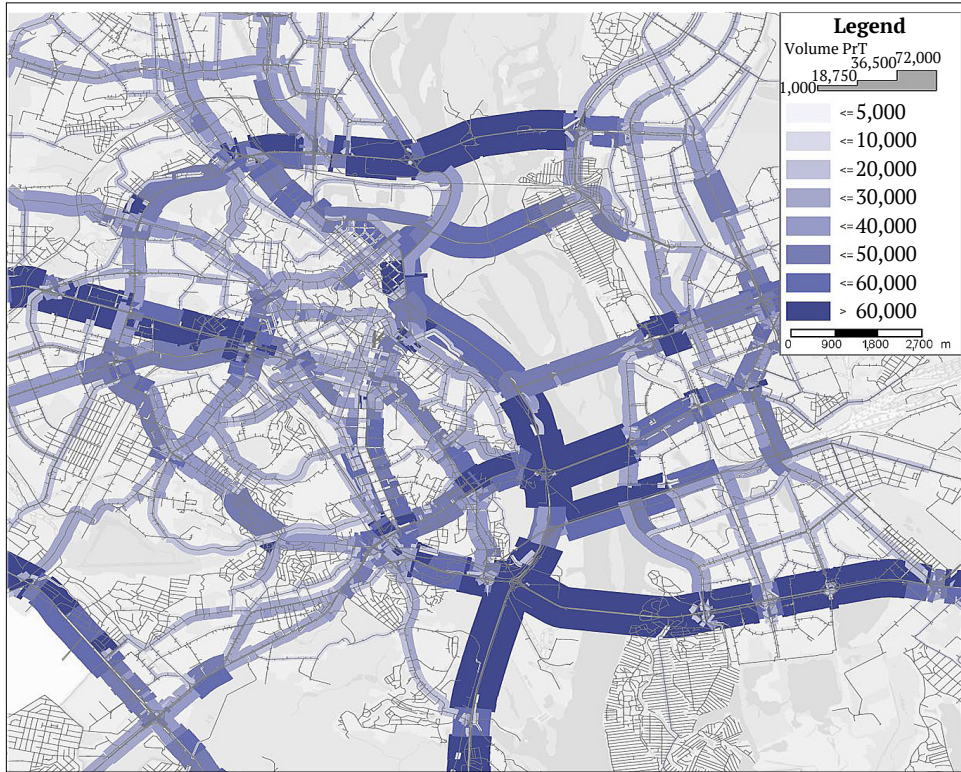 Legend
Volume PrT
1,000 18,750 36,500 72,000
<= 5,000
<= 10,000
<= 20,000
<= 30,000
<= 40,000
<= 50,000
<= 60,000
> 60,000
0 900 1,800 2,700 m